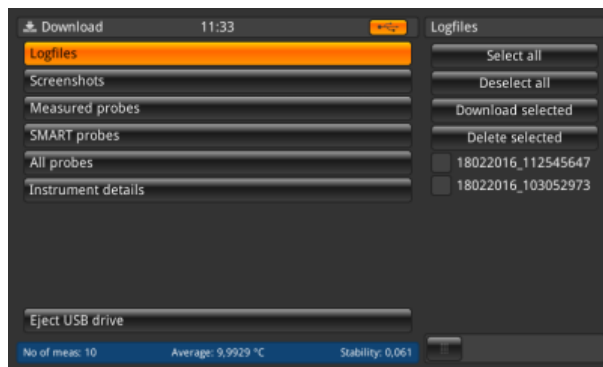 Download 11:33
Logfiles
Screenshots
Measured probes
SMART probes
All probes
Instrument details
Eject USB drive
No of meas: 10 Average: 9,9929 °C Stability: 0,061
Logfiles
Select all
Deselect all
Download selected
Delete selected
18022016_112545647
18022016_103052973